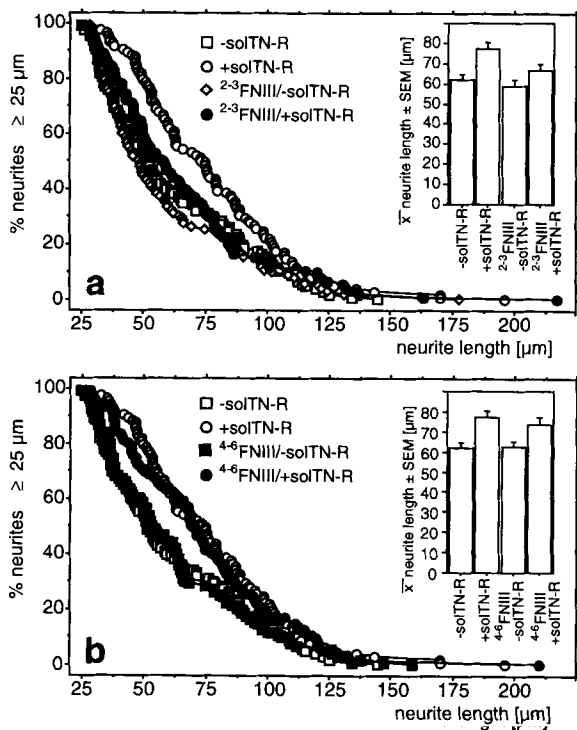 -solTN-R
+solTN-R
2-3FNIII/-solTN-R
2-3FNIII/+solTN-R
% neurites ≥ 25 µm
100
80
60
40
20
0
a
25 50 75 100 125 150 175 200
neurite length [µm]
x̄ neurite length ± SEM [µm]
80
70
60
50
40
30
20
10
0
-solTN-R
+solTN-R
2-3FNIII
-solTN-R
2-3FNIII
+solTN-R
-solTN-R
+solTN-R
4-6FNIII/-solTN-R
4-6FNIII/+solTN-R
% neurites ≥ 25 µm
100
80
60
40
20
0
b
25 50 75 100 125 150 175 200
neurite length [µm]
x̄ neurite length ± SEM [µm]
80
70
60
50
40
30
20
10
0
-solTN-R
+solTN-R
4-6FNIII
-solTN-R
4-6FNIII
+solTN-R